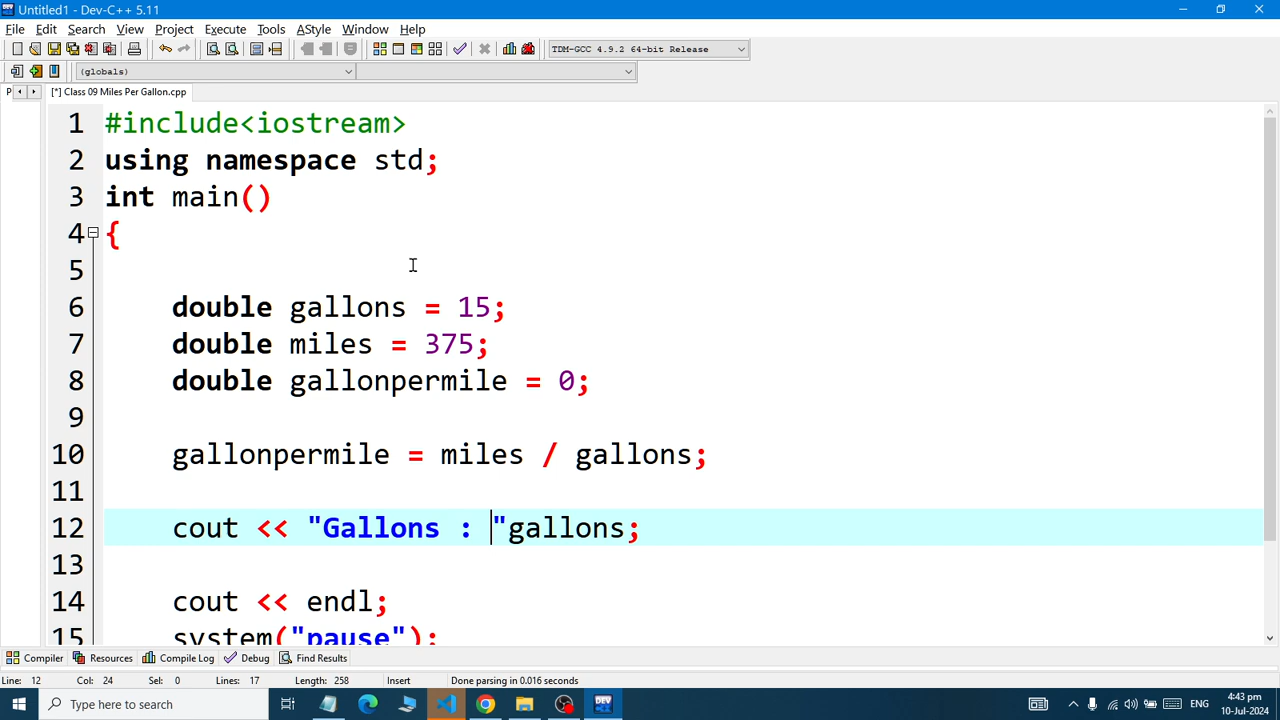 Untitled1 - Dev-C++ 5.11
File Edit Search View Project Execute Tools AStyle Window Help
TDM-GCC 4.9.2 64-bit Release
(globals)
P [*] Class 09 Miles Per Gallon.cpp
1 #include<iostream>
2 using namespace std;
3 int main()
4 {
5
6 double gallons = 15;
7 double miles = 375;
8 double gallonpermile = 0;
9
10 gallonpermile = miles / gallons;
11
12 cout << "Gallons : "gallons;
13
14 cout << endl;
15 system("pause");
Compiler Resources Compile Log Debug Find Results
Line: 12 Col: 24 Sel: 0 Lines: 17 Length: 258 Insert Done parsing in 0.016 seconds
Type here to search
ENG
4:43 pm
10-Jul-2024